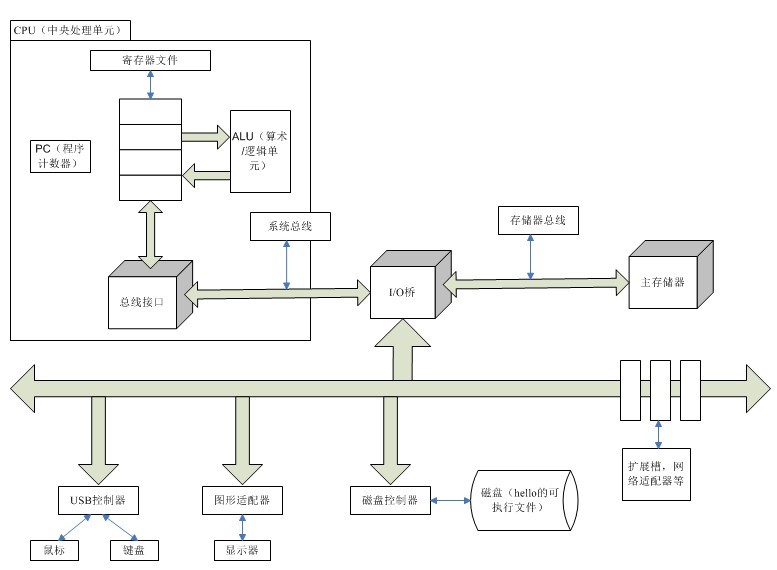 CPU（中央处理单元）
寄存器文件
PC（程序
计数器）
ALU（算术
/逻辑单
元）
系统总线
存储器总线
总线接口
I/O桥
主存储器
扩展槽，网
络适配器等
USB控制器
图形适配器
磁盘控制器
磁盘（hello的可
执行文件）
鼠标
键盘
显示器